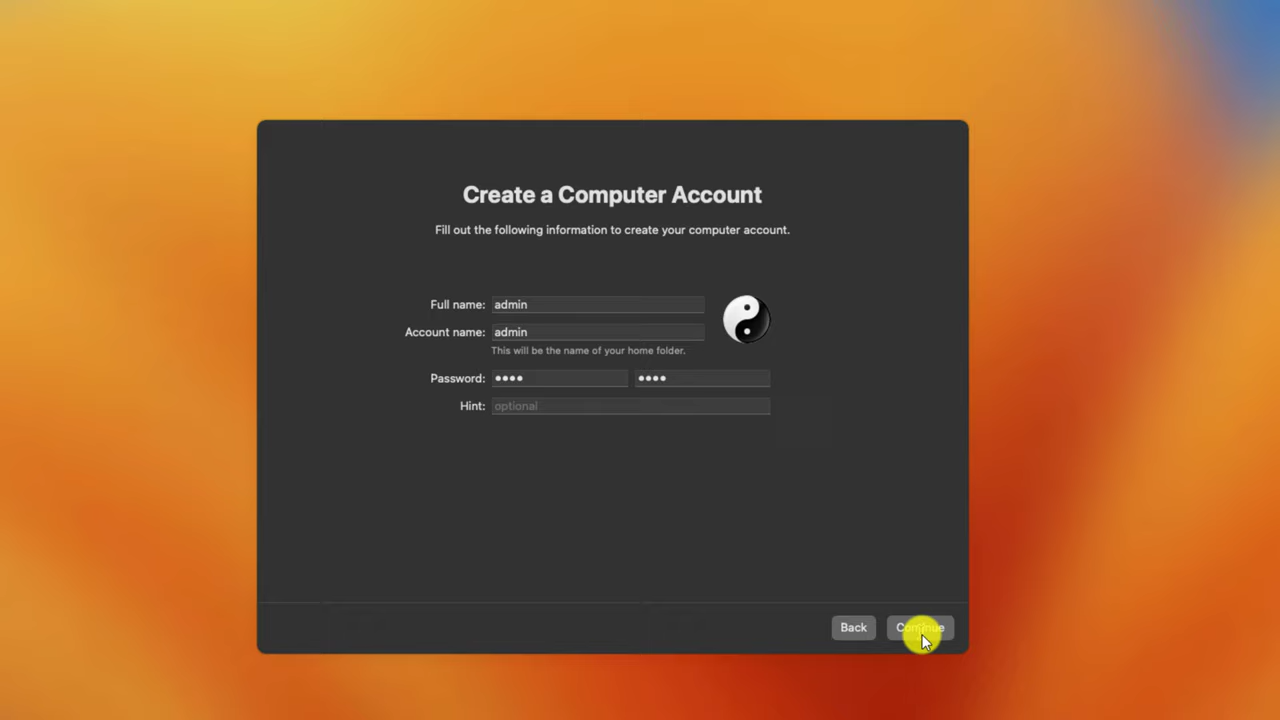 Create a Computer Account
Fill out the following information to create your computer account.
Full name: admin
Account name: admin
This will be the name of your home folder.
Password: •••• ••••
Hint: optional
Back Continue